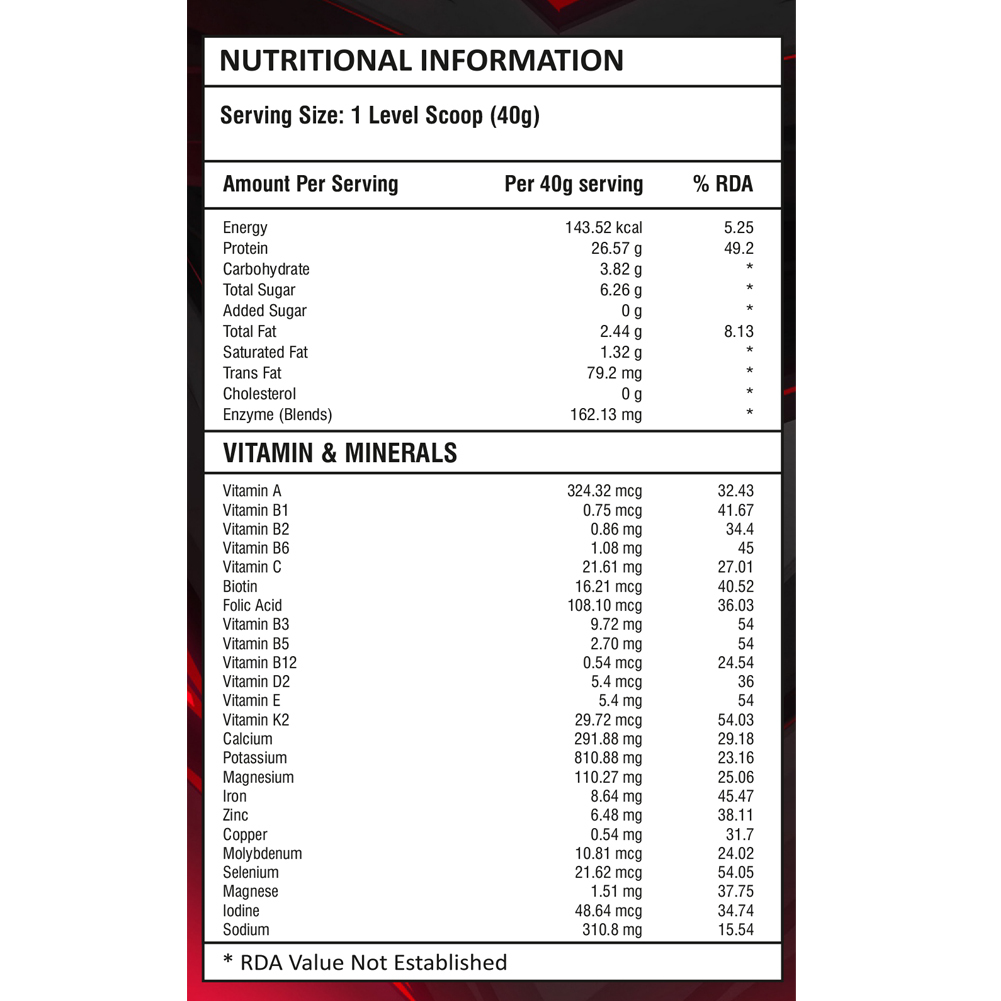 NUTRITIONAL INFORMATION
Serving Size: 1 Level Scoop (40g)
Amount Per Serving Per 40g serving % RDA
Energy 143.52 kcal 5.25
Protein 26.57 g 49.2
Carbohydrate 3.82 g *
Total Sugar 6.26 g *
Added Sugar 0 g *
Total Fat 2.44 g 8.13
Saturated Fat 1.32 g *
Trans Fat 79.2 mg *
Cholesterol 0 g *
Enzyme (Blends) 162.13 mg *
VITAMIN & MINERALS
Vitamin A 324.32 mcg 32.43
Vitamin B1 0.75 mcg 41.67
Vitamin B2 0.86 mg 34.4
Vitamin B6 1.08 mg 45
Vitamin C 21.61 mg 27.01
Biotin 16.21 mcg 40.52
Folic Acid 108.10 mcg 36.03
Vitamin B3 9.72 mg 54
Vitamin B5 2.70 mg 54
Vitamin B12 0.54 mcg 24.54
Vitamin D2 5.4 mcg 36
Vitamin E 5.4 mg 54
Vitamin K2 29.72 mcg 54.03
Calcium 291.88 mg 29.18
Potassium 810.88 mg 23.16
Magnesium 110.27 mg 25.06
Iron 8.64 mg 45.47
Zinc 6.48 mg 38.11
Copper 0.54 mg 31.7
Molybdenum 10.81 mcg 24.02
Selenium 21.62 mcg 54.05
Magnese 1.51 mg 37.75
Iodine 48.64 mcg 34.74
Sodium 310.8 mg 15.54
* RDA Value Not Established